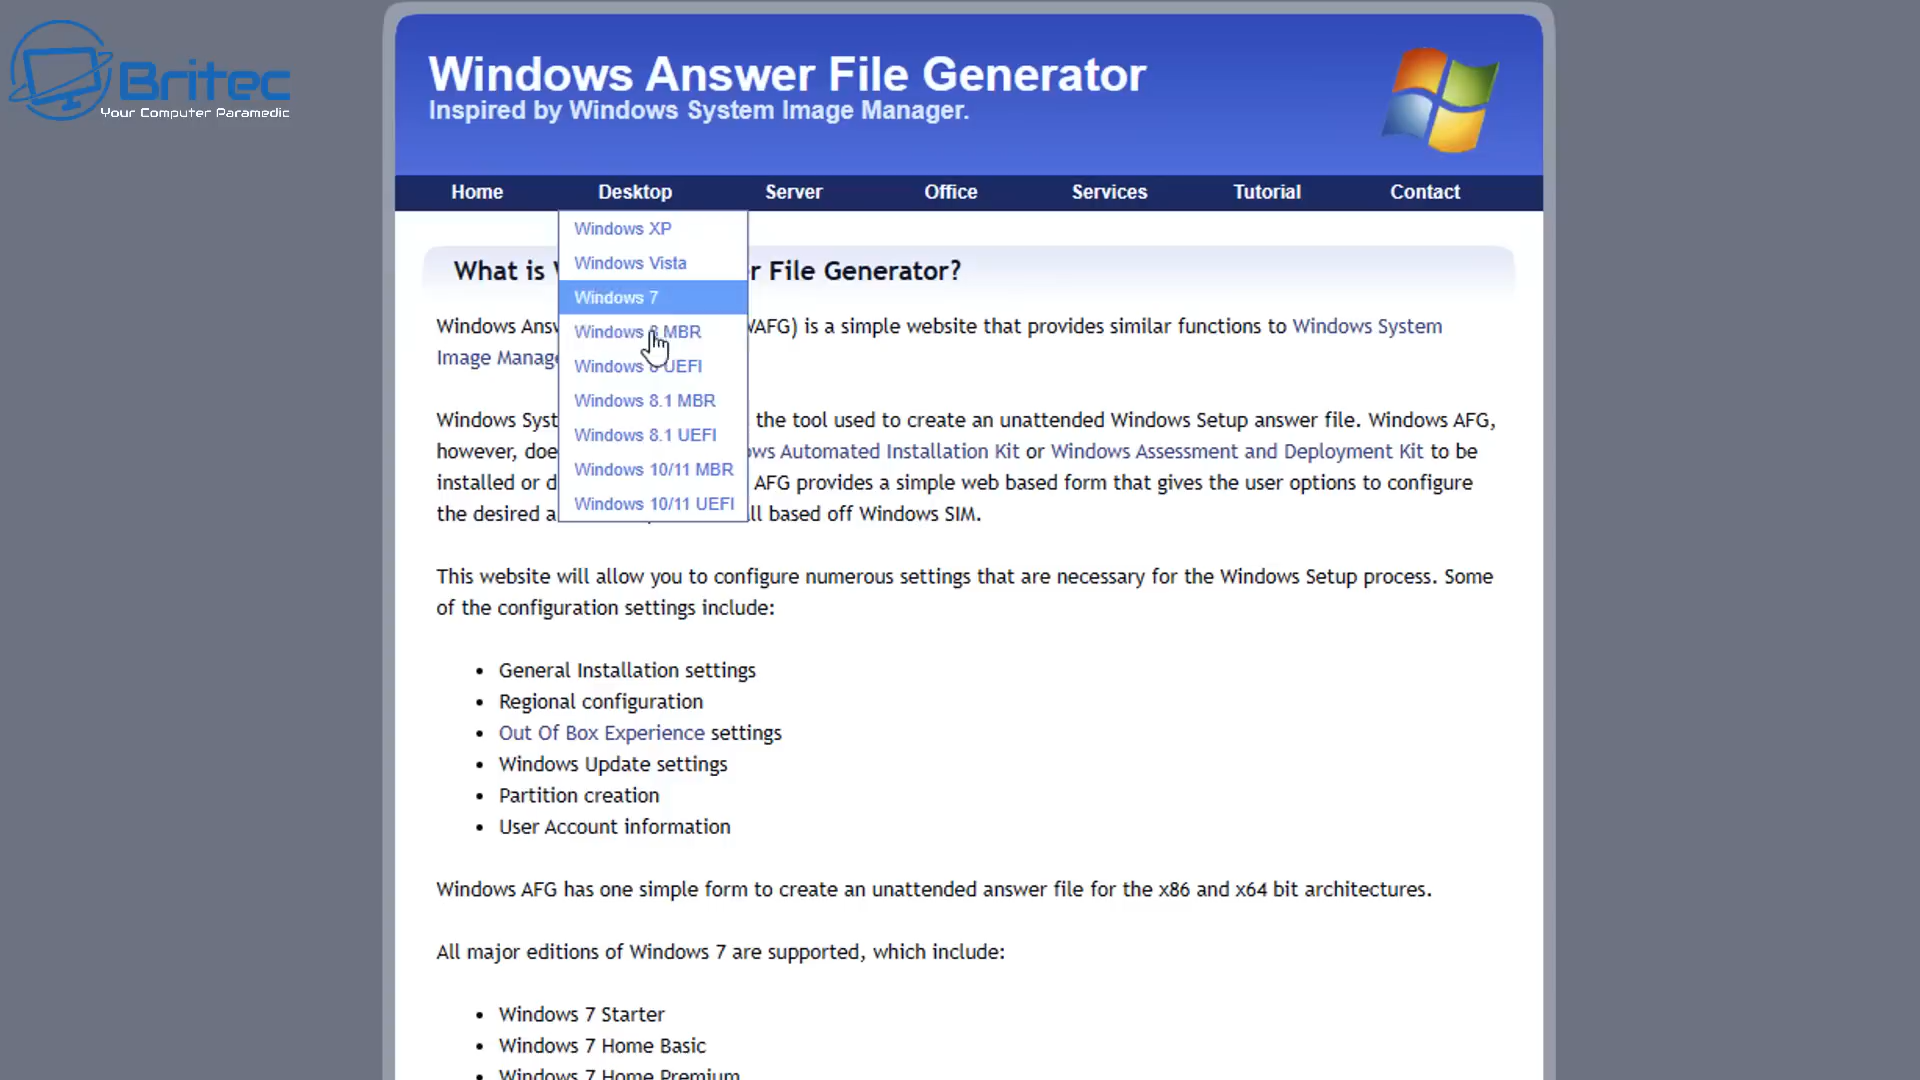 Britec
Your Computer Paramedic
Windows Answer File Generator
Inspired by Windows System Image Manager.
Home Desktop Server Office Services Tutorial Contact
Windows XP
Windows Vista
Windows 7
Windows 8 MBR
Windows 8 UEFI
Windows 8.1 MBR
Windows 8.1 UEFI
Windows 10/11 MBR
Windows 10/11 UEFI
What is r File Generator?
Windows AFG) is a simple website that provides similar functions to Windows System
Image
Windows the tool used to create an unattended Windows Setup answer file. Windows AFG,
however, Automated Installation Kit or Windows Assessment and Deployment Kit to be
installed or AFG provides a simple web based form that gives the user options to configure
the desired based off Windows SIM.
This website will allow you to configure numerous settings that are necessary for the Windows Setup process. Some
of the configuration settings include:
• General Installation settings
• Regional configuration
• Out Of Box Experience settings
• Windows Update settings
• Partition creation
• User Account information
Windows AFG has one simple form to create an unattended answer file for the x86 and x64 bit architectures.
All major editions of Windows 7 are supported, which include:
• Windows 7 Starter
• Windows 7 Home Basic
• Windows 7 Home Premium